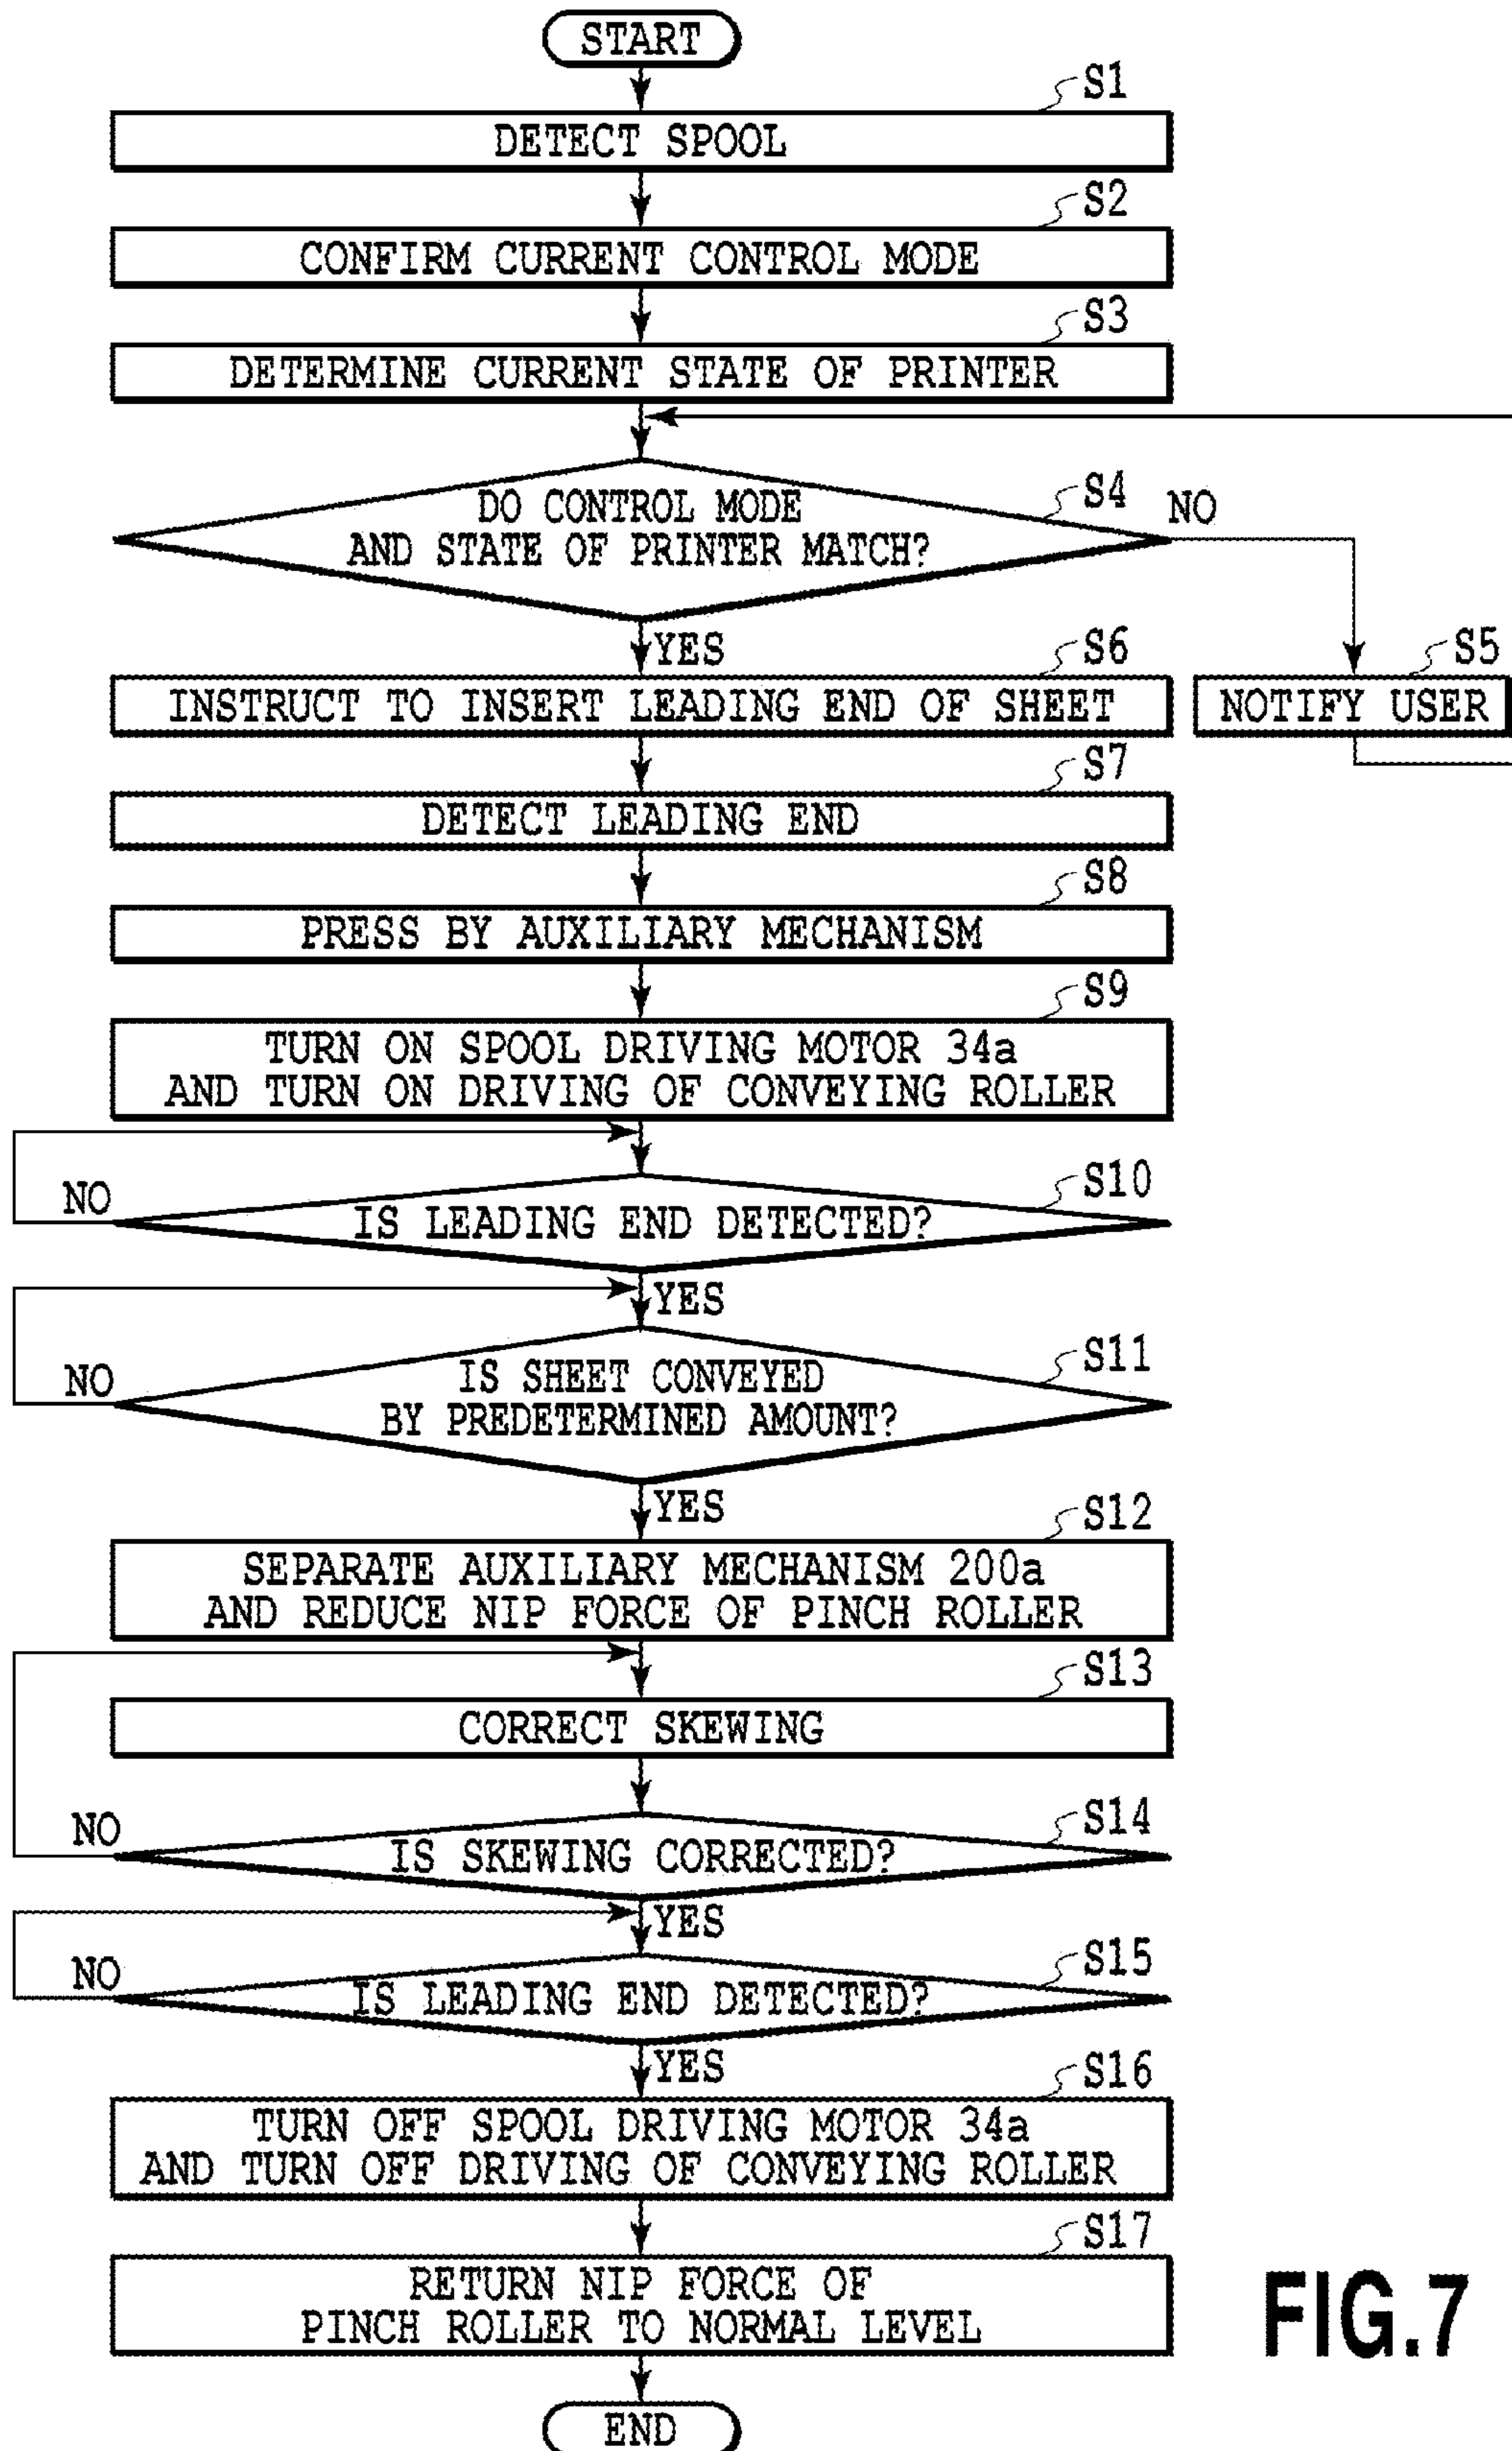 START
S1
DETECT SPOOL
S2
CONFIRM CURRENT CONTROL MODE
S3
DETERMINE CURRENT STATE OF PRINTER
S4
DO CONTROL MODE
AND STATE OF PRINTER MATCH?
NO
YES
S5
NOTIFY USER
S6
INSTRUCT TO INSERT LEADING END OF SHEET
S7
DETECT LEADING END
S8
PRESS BY AUXILIARY MECHANISM
S9
TURN ON SPOOL DRIVING MOTOR 34a
AND TURN ON DRIVING OF CONVEYING ROLLER
S10
NO
IS LEADING END DETECTED?
YES
S11
NO
IS SHEET CONVEYED
BY PREDETERMINED AMOUNT?
YES
S12
SEPARATE AUXILIARY MECHANISM 200a
AND REDUCE NIP FORCE OF PINCH ROLLER
S13
CORRECT SKEWING
S14
NO
IS SKEWING CORRECTED?
YES
S15
NO
IS LEADING END DETECTED?
YES
S16
TURN OFF SPOOL DRIVING MOTOR 34a
AND TURN OFF DRIVING OF CONVEYING ROLLER
S17
RETURN NIP FORCE OF
PINCH ROLLER TO NORMAL LEVEL
END
FIG.7